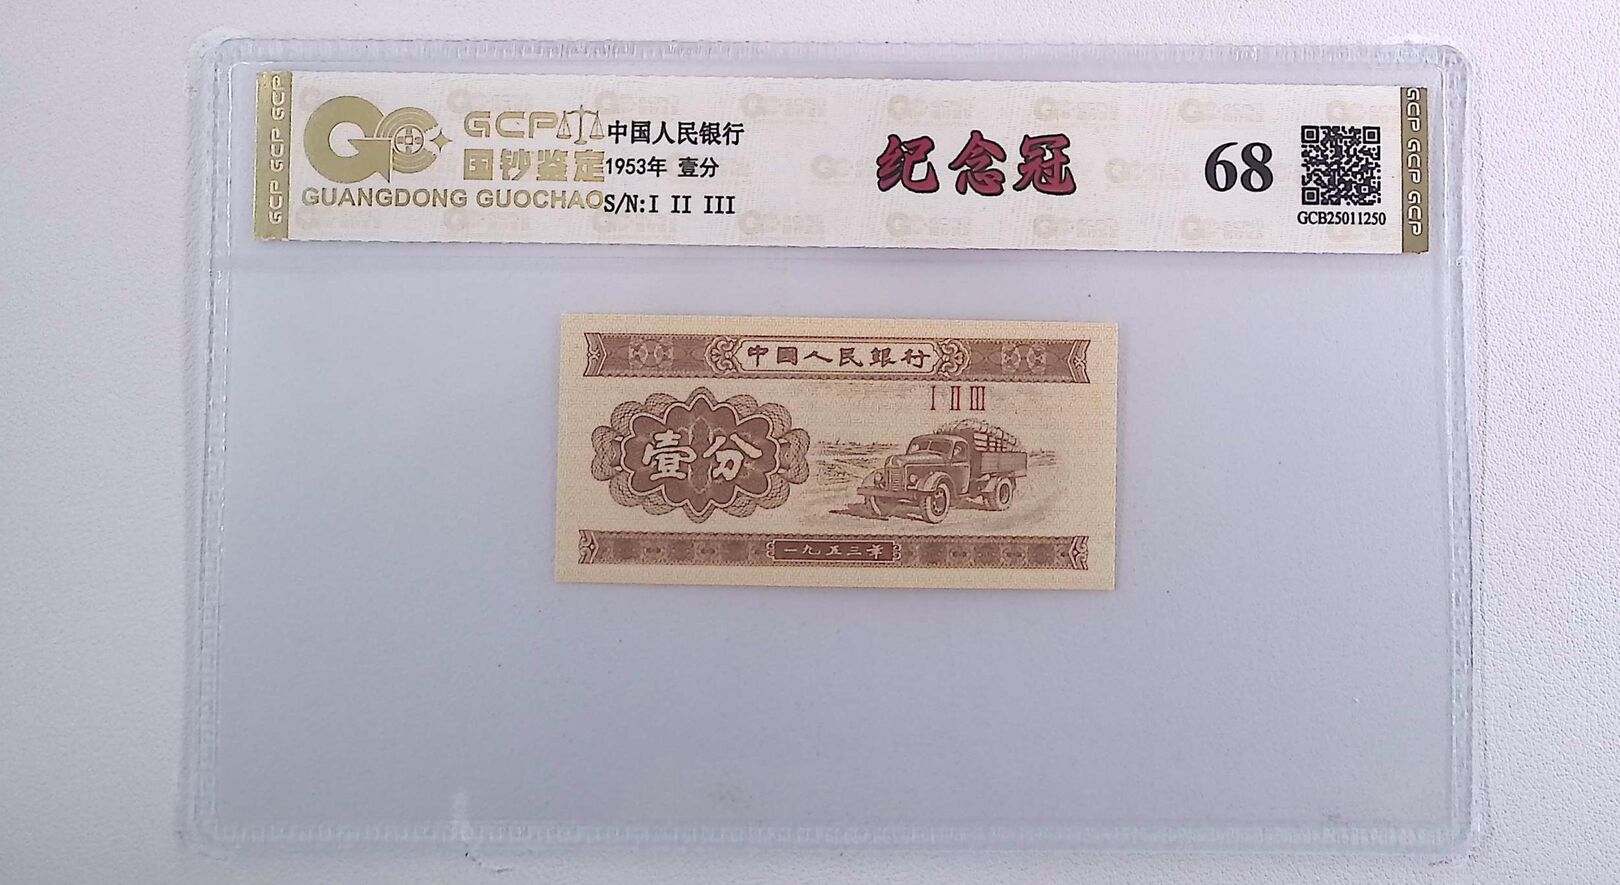 GCP GCP GCP
GCP
国钞鉴定
GUANGDONG GUOCHAO
中国人民银行
1953年 壹分
S/N:I II III
纪念冠
68
GCB25011250
GCP GCP GCP
中国人民銀行
I II III
壹分
一九五三年